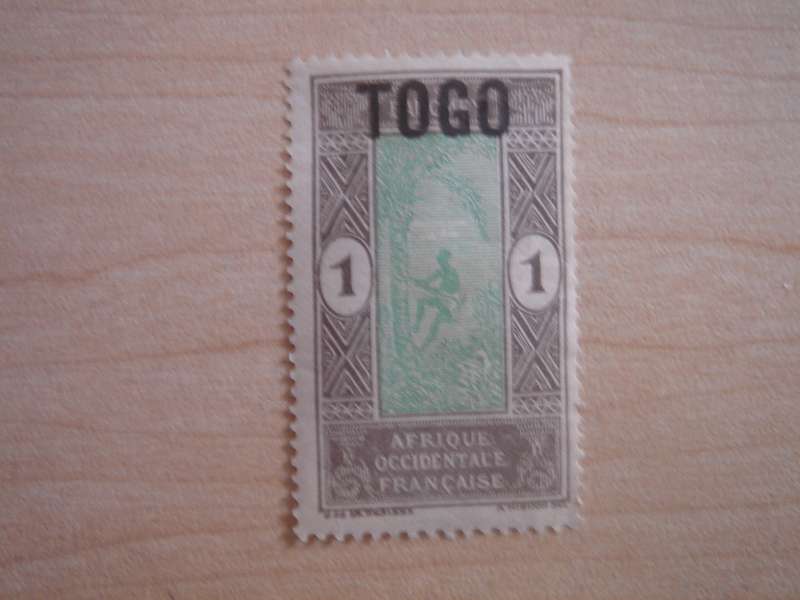 TOGO
1 1
AFRIQUE
OCCIDENTALE
FRANÇAISE